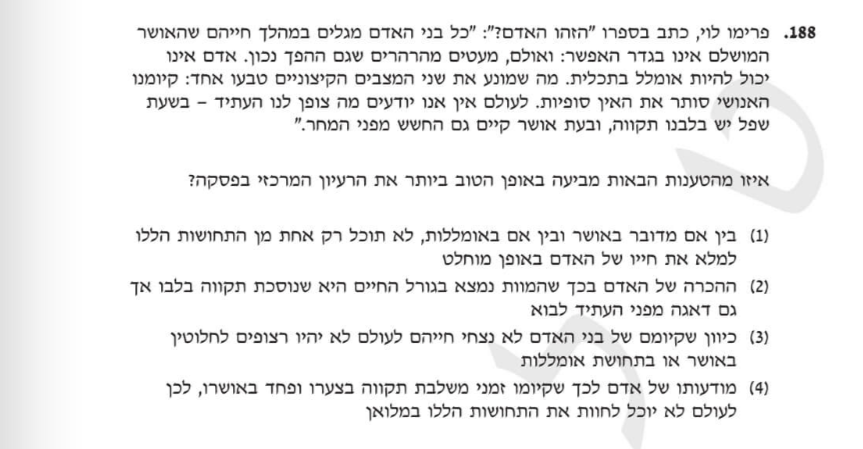 188. פרימו לוי, כתב בספרו "הזהו האדם?": "כל בני האדם מגלים במהלך חייהם שהאושר
המושלם אינו בגדר האפשר: ואולם, מעטים מהרהרים שגם ההפך נכון. אדם אינו
יכול להיות אומלל בתכלית. מה שמונע את שני המצבים הקיצוניים טבעו אחד: קיומנו
האנושי סותר את האין סופיות. לעולם אין אנו יודעים מה צופן לנו העתיד – בשעת
שפל יש בלבנו תקווה, ובעת אושר קיים גם החשש מפני המחר."
איזו מהטענות הבאות מביעה באופן הטוב ביותר את הרעיון המרכזי בפסקה?
(1) בין אם מדובר באושר ובין אם באומללות, לא תוכל רק אחת מן התחושות הללו
למלא את חייו של האדם באופן מוחלט
(2) ההכרה של האדם בכך שהמוות נמצא בגורל החיים היא שנוסכת תקווה בלבו אך
גם דאגה מפני העתיד לבוא
(3) כיוון שקיומם של בני האדם לא נצחי חייהם לעולם לא יהיו רצופים לחלוטין
באושר או בתחושת אומללות
(4) מודעותו של אדם לכך שקיומו זמני משלבת תקווה בצערו ופחד באושרו, לכן
לעולם לא יוכל לחוות את התחושות הללו במלואן